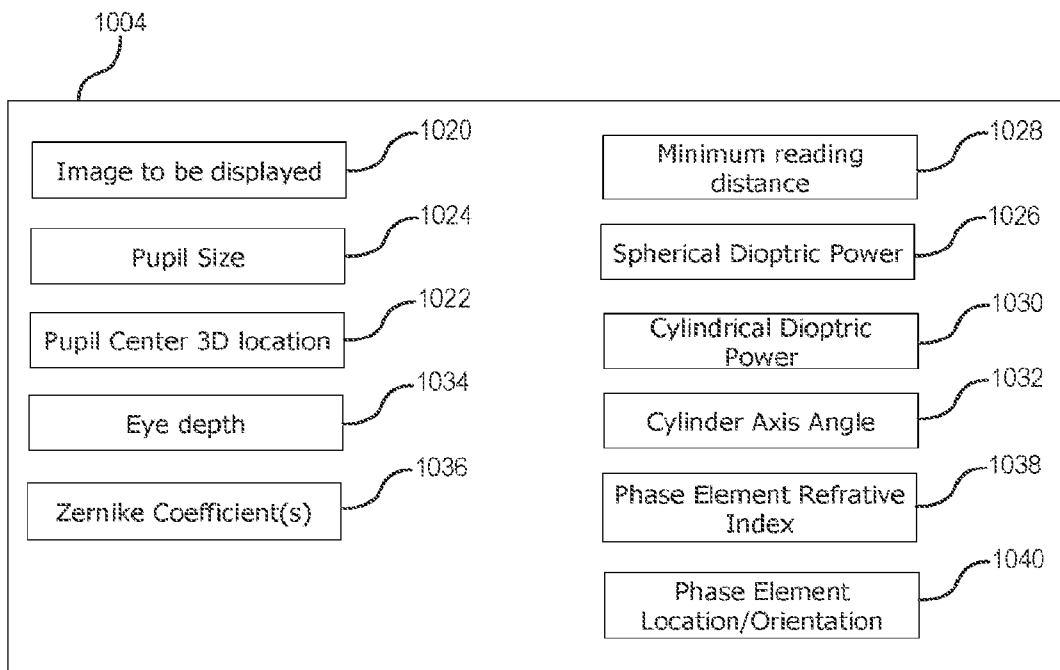 1004
1020
Image to be displayed
1024
Pupil Size
1022
Pupil Center 3D location
1034
Eye depth
1036
Zernike Coefficient(s)
1028
Minimum reading
distance
1026
Spherical Dioptric Power
1030
Cylindrical Dioptric
Power
1032
Cylinder Axis Angle
1038
Phase Element Refrative
Index
1040
Phase Element
Location/Orientation